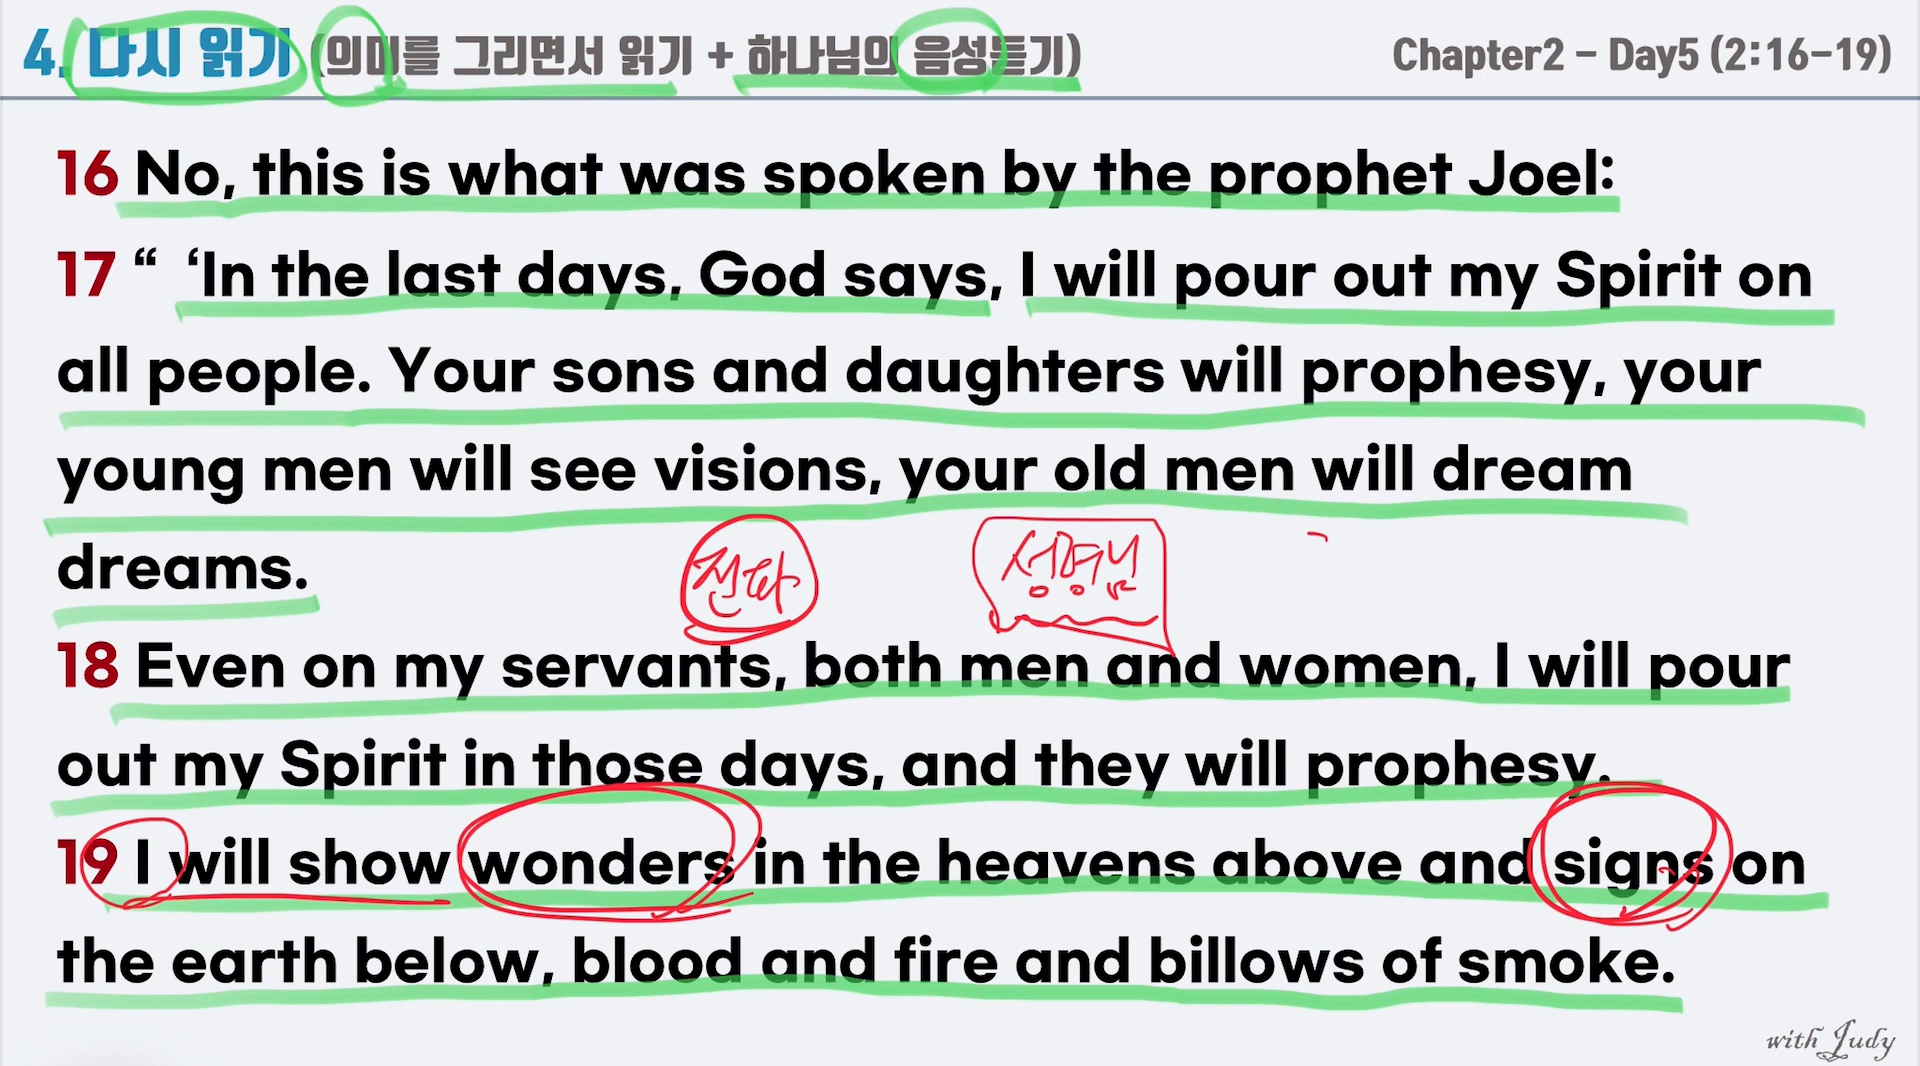 4. 다시 읽기 (의미를 그리면서 읽기 + 하나님의 음성듣기)
Chapter2 - Day5 (2:16-19)
16 No, this is what was spoken by the prophet Joel:
17 “ ‘In the last days, God says, I will pour out my Spirit on
all people. Your sons and daughters will prophesy, your
young men will see visions, your old men will dream
dreams.
전파 성령님
18 Even on my servants, both men and women, I will pour
out my Spirit in those days, and they will prophesy.
19 I will show wonders in the heavens above and signs on
the earth below, blood and fire and billows of smoke.
with Judy